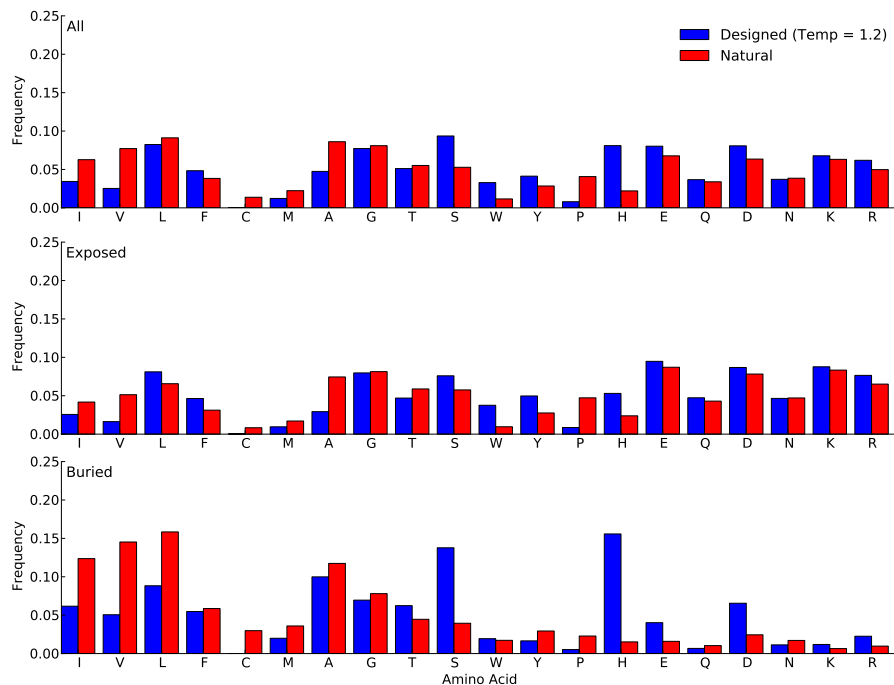 All
Designed (Temp = 1.2)
Natural
Frequency
0.25
0.20
0.15
0.10
0.05
0.00
I V L F C M A G T S W Y P H E Q D N K R
Exposed
Frequency
0.25
0.20
0.15
0.10
0.05
0.00
I V L F C M A G T S W Y P H E Q D N K R
Buried
Frequency
0.25
0.20
0.15
0.10
0.05
0.00
I V L F C M A G T S W Y P H E Q D N K R
Amino Acid